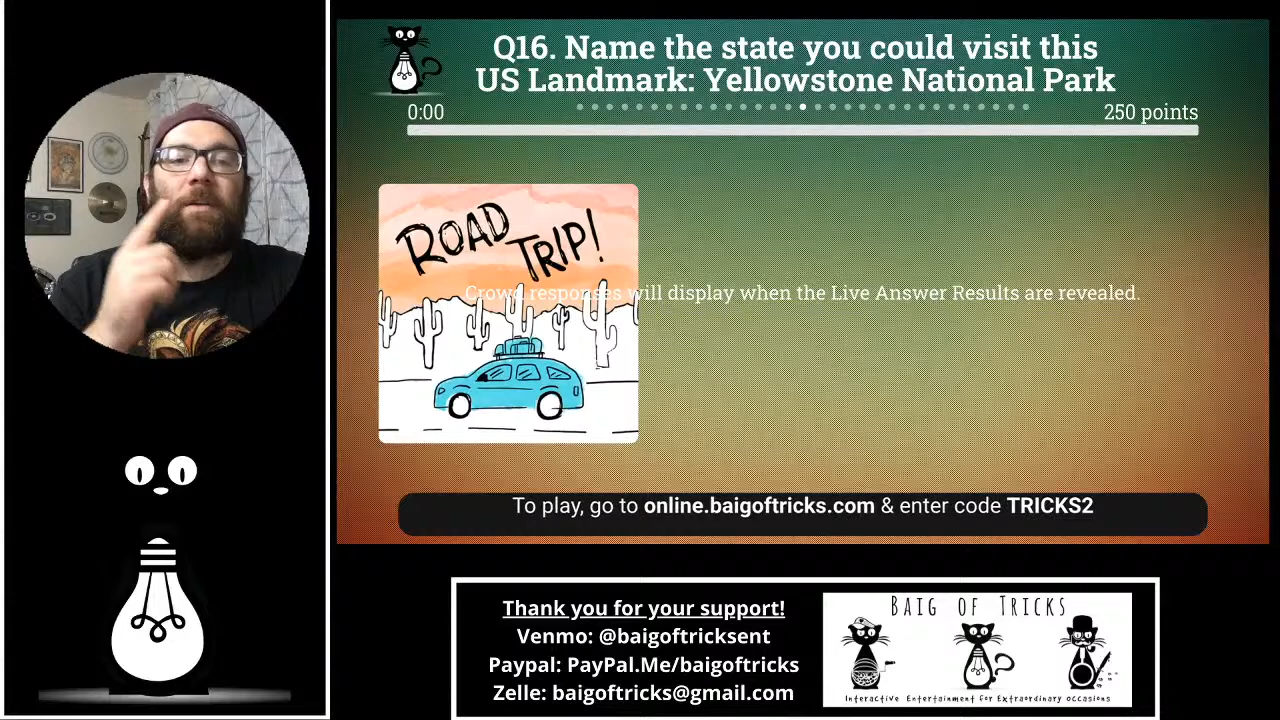 Q16. Name the state you could visit this
US Landmark: Yellowstone National Park
0:00
250 points
ROAD
TRIP!
Crowd responses will display when the Live Answer Results are revealed.
To play, go to online.baigoftricks.com & enter code TRICKS2
Thank you for your support!
Venmo: @baigoftricksent
Paypal: PayPal.Me/baigoftricks
Zelle: baigoftricks@gmail.com
BAIG OF TRICKS
Interactive Entertainment for Extraordinary occasions